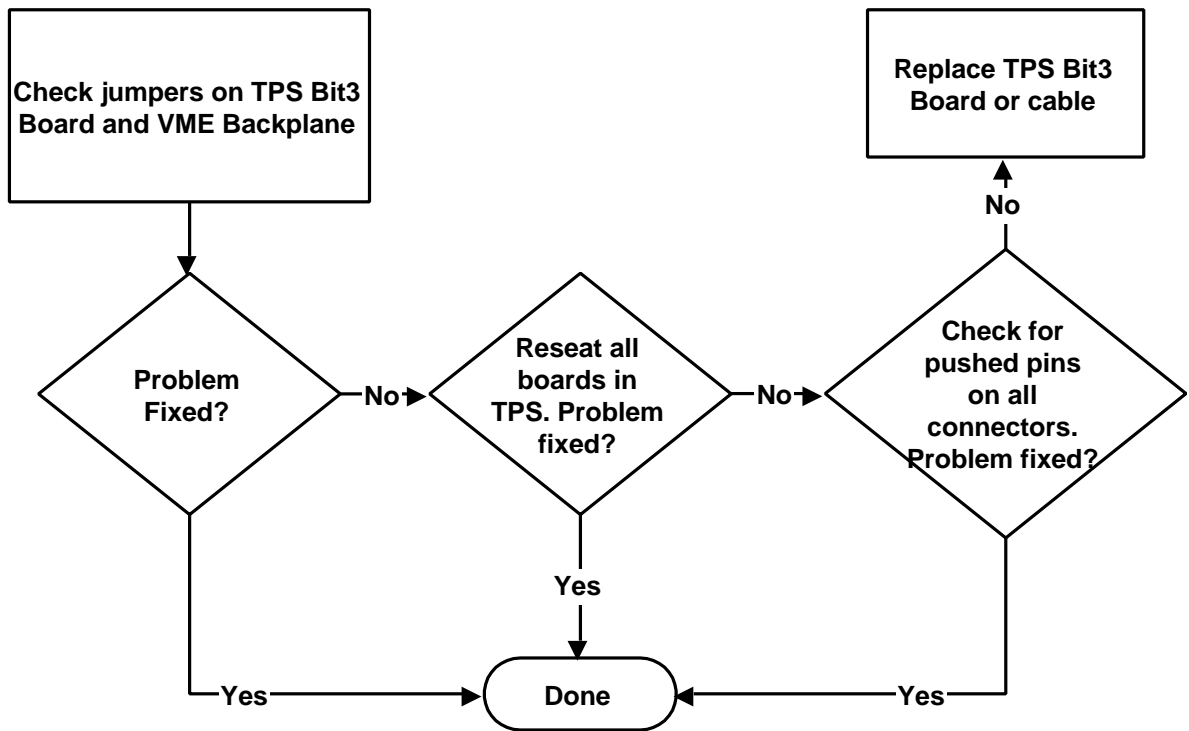 Check jumpers on TPS Bit3
Board and VME Backplane
Replace TPS Bit3
Board or cable
No
Problem
Fixed?
No
Reseat all
boards in
TPS. Problem
fixed?
No
Check for
pushed pins
on all
connectors.
Problem fixed?
Yes
Yes
Done
Yes